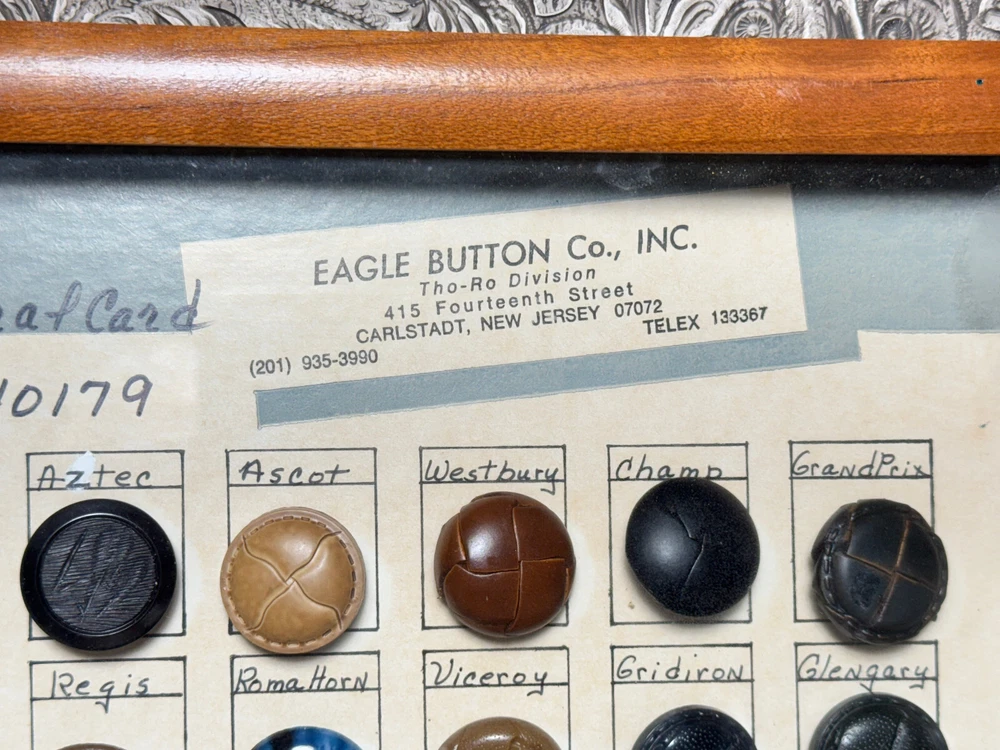 EAGLE BUTTON Co., INC.
Tho-Ro Division
415 Fourteenth Street
CARLSTADT, NEW JERSEY 07072
TELEX 133367
(201) 935-3990
Card
10179
Aztec
Ascot
Westbury
Champ
GrandPrix
Regis
RomaHorn
Viceroy
Gridiron
Glengary